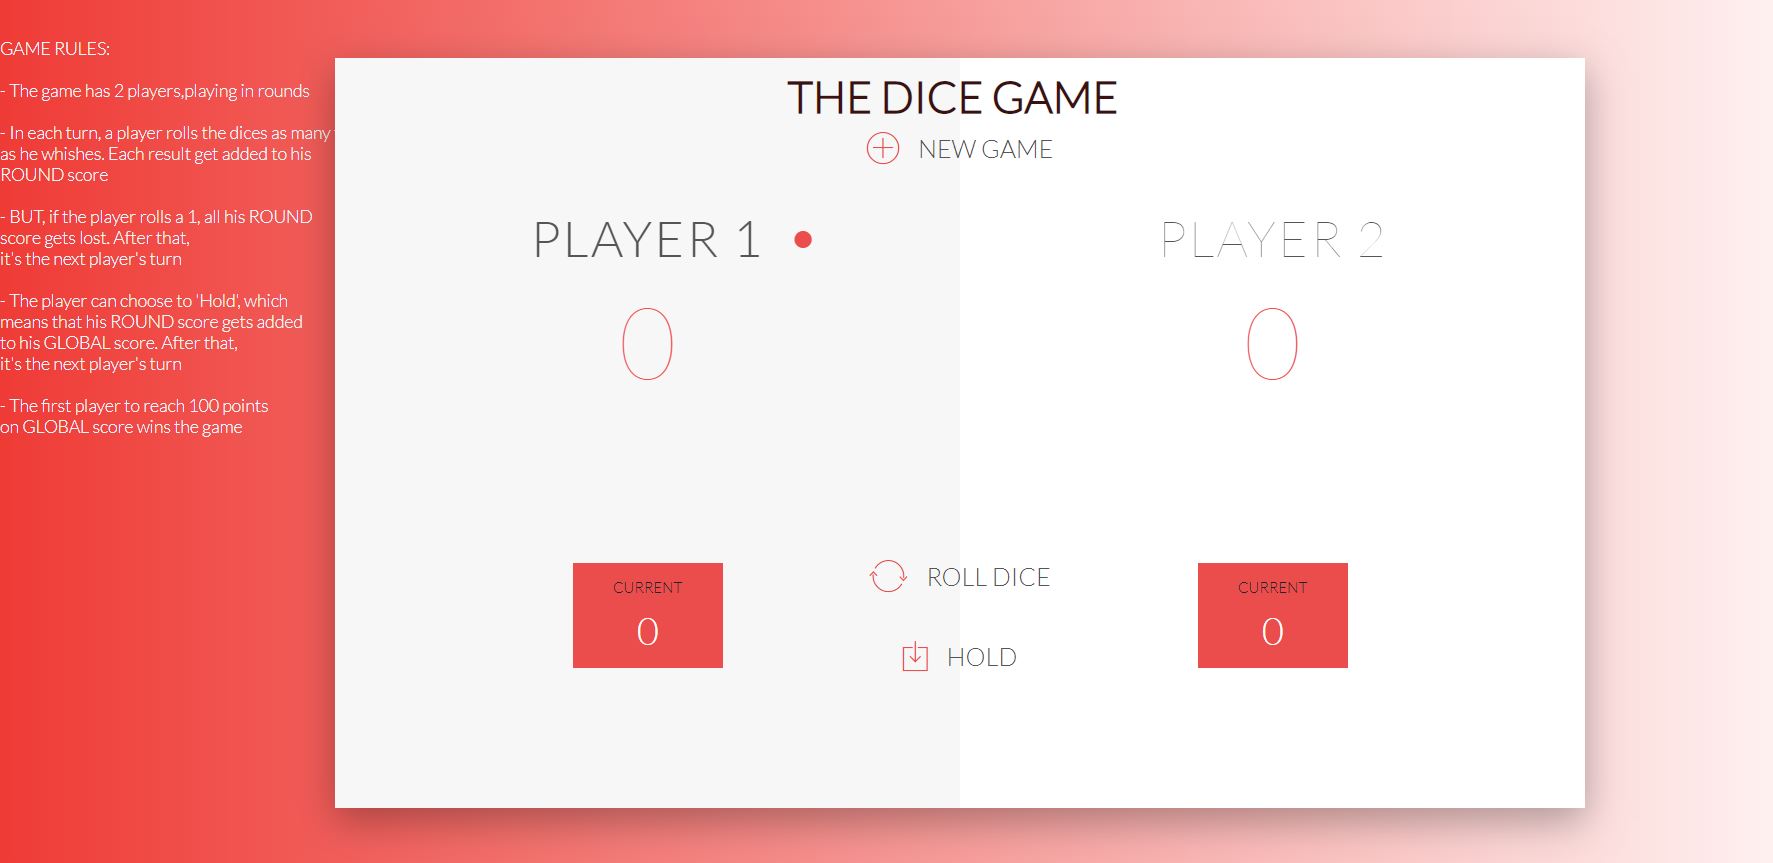 GAME RULES:
- The game has 2 players,playing in rounds
- In each turn, a player rolls the dices as many
as he whishes. Each result get added to his
ROUND score
- BUT, if the player rolls a 1, all his ROUND
score gets lost. After that,
it's the next player's turn
- The player can choose to 'Hold', which
means that his ROUND score gets added
to his GLOBAL score. After that,
it's the next player's turn
- The first player to reach 100 points
on GLOBAL score wins the game
THE DICE GAME
NEW GAME
PLAYER 1
0
CURRENT
0
PLAYER 2
0
CURRENT
0
ROLL DICE
HOLD